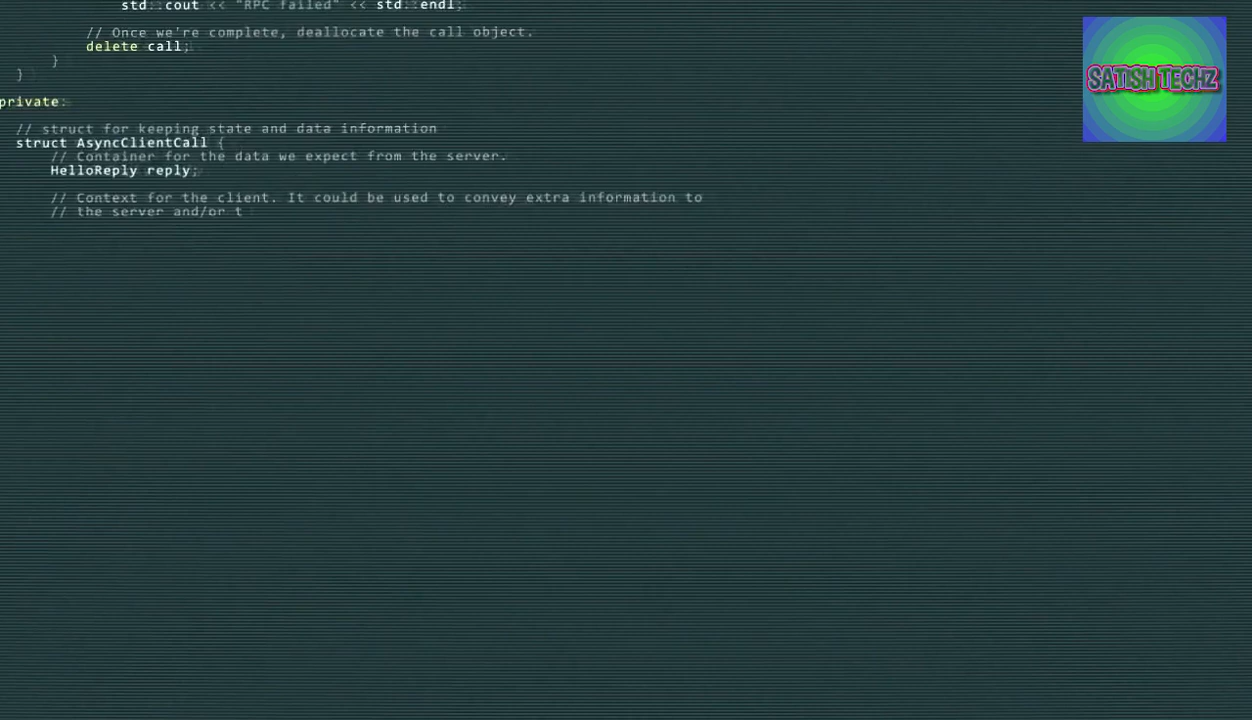 std::cout << "RPC failed" << std::endl;
// Once we're complete, deallocate the call object.
delete call;
}
}
private:
// struct for keeping state and data information
struct AsyncClientCall {
// Container for the data we expect from the server.
HelloReply reply;
// Context for the client. It could be used to convey extra information to
// the server and/or t
SATISH TECHZ